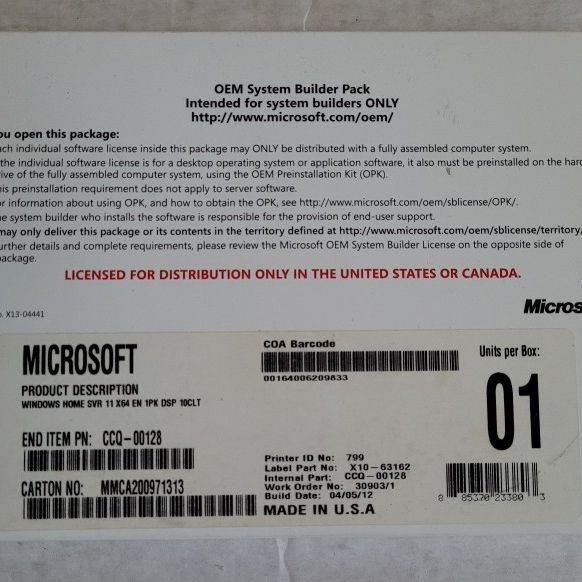 OEM System Builder Pack
Intended for system builders ONLY
http://www.microsoft.com/oem/
ou open this package:
ch individual software license inside this package may ONLY be distributed with a fully assembled computer system.
the individual software license is for a desktop operating system or application software, it also must be preinstalled on the hard
ive of the fully assembled computer system, using the OEM Preinstallation Kit (OPK).
is preinstallation requirement does not apply to server software.
r information about using OPK, and how to obtain the OPK, see http://www.microsoft.com/oem/sblicense/OPK/.
e system builder who installs the software is responsible for the provision of end-user support.
may only deliver this package or its contents in the territory defined at http://www.microsoft.com/oem/sblicense/territory/
urther details and complete requirements, please review the Microsoft OEM System Builder License on the opposite side of
package.
LICENSED FOR DISTRIBUTION ONLY IN THE UNITED STATES OR CANADA.
Micros
o. X13-04441
MICROSOFT
PRODUCT DESCRIPTION
WINDOWS HOME SVR 11 X64 EN 1PK DSP 10CLT
END ITEM PN: CCQ-00128
CARTON NO: MMCA200971313
COA Barcode
00164006209833
Printer ID No: 799
Label Part No: X10-63162
Internal Part: CCQ-00128
Work Order No: 30903/1
Build Date: 04/05/12
MADE IN U.S.A
Units per Box:
01
8 85370 23380 3